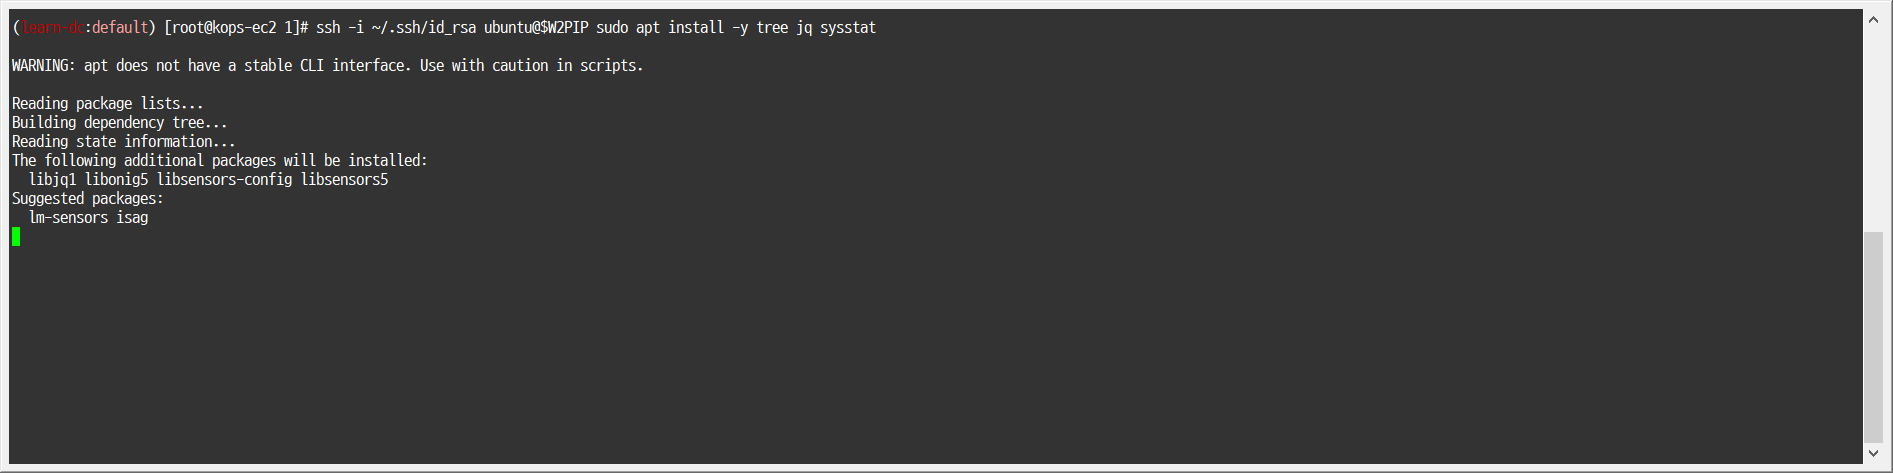 (learn-dc:default) [root@kops-ec2 1]# ssh -i ~/.ssh/id_rsa ubuntu@$W2PIP sudo apt install -y tree jq sysstat
WARNING: apt does not have a stable CLI interface. Use with caution in scripts.
Reading package lists...
Building dependency tree...
Reading state information...
The following additional packages will be installed:
  libjq1 libonig5 libsensors-config libsensors5
Suggested packages:
  lm-sensors isag